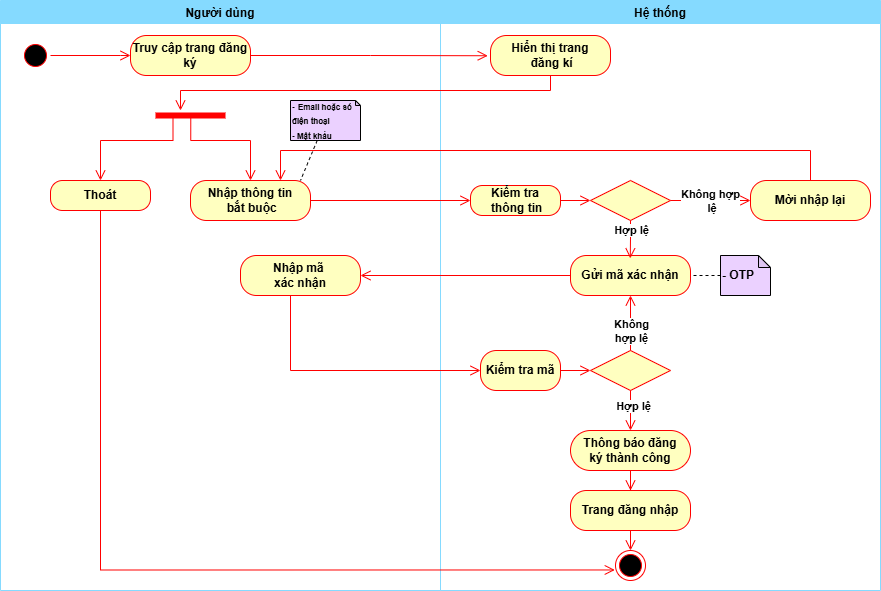 Người dùng
Hệ thống
Truy cập trang đăng
ký
Hiển thị trang
đăng kí
- Email hoặc số
điện thoại
- Mật khẩu
Thoát
Nhập thông tin
bắt buộc
Kiểm tra
thông tin
Không hợp
lệ
Mời nhập lại
Hợp lệ
Nhập mã
xác nhận
Gửi mã xác nhận
- OTP
Không
hợp lệ
Kiểm tra mã
Hợp lệ
Thông báo đăng
ký thành công
Trang đăng nhập